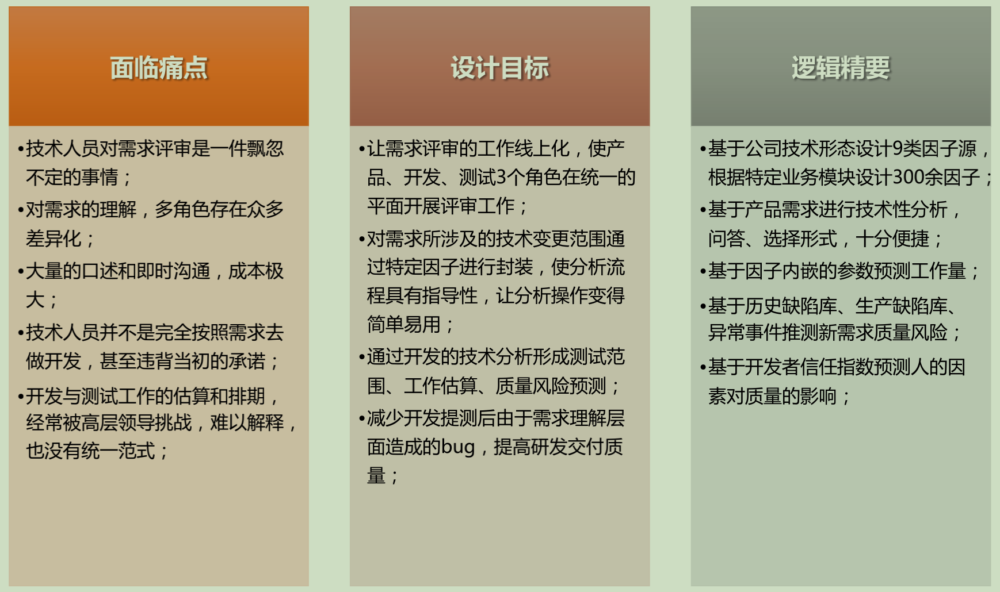 面临痛点
•技术人员对需求评审是一件飘忽
不定的事情；
•对需求的理解，多角色存在众多
差异化；
•大量的口述和即时沟通，成本极
大；
•技术人员并不是完全按照需求去
做开发，甚至违背当初的承诺；
•开发与测试工作的估算和排期，
经常被高层领导挑战，难以解释，
也没有统一范式；
设计目标
•让需求评审的工作线上化，使产
品、开发、测试3个角色在统一的
平面开展评审工作；
•对需求所涉及的技术变更范围通
过特定因子进行封装，使分析流
程具有指导性，让分析操作变得
简单易用；
•通过开发的技术分析形成测试范
围、工作估算、质量风险预测；
•减少开发提测后由于需求理解层
面造成的bug，提高研发交付质
量；
逻辑精要
•基于公司技术形态设计9类因子源，
根据特定业务模块设计300余因子；
•基于产品需求进行技术性分析，
问答、选择形式，十分便捷；
•基于因子内嵌的参数预测工作量；
•基于历史缺陷库、生产缺陷库、
异常事件推测新需求质量风险；
•基于开发者信任指数预测人的因
素对质量的影响；